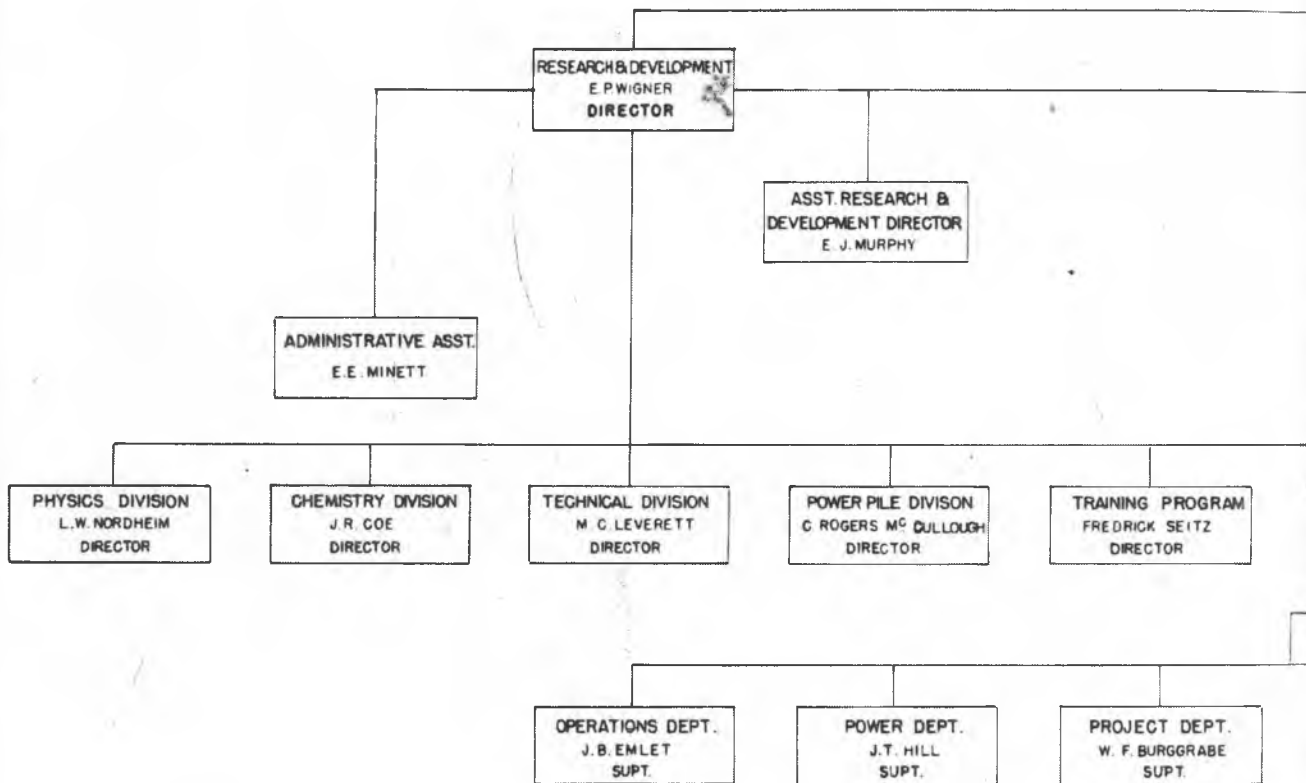 RESEARCH & DEVELOPMENT
E. P. WIGNER
DIRECTOR
ASST. RESEARCH &
DEVELOPMENT DIRECTOR
E. J. MURPHY
ADMINISTRATIVE ASST.
E. E. MINETT
PHYSICS DIVISION
L. W. NORDHEIM
DIRECTOR
CHEMISTRY DIVISION
J. R. COE
DIRECTOR
TECHNICAL DIVISION
M. C. LEVERETT
DIRECTOR
POWER PILE DIVISON
C ROGERS Mc CULLOUGH
DIRECTOR
TRAINING PROGRAM
FREDRICK SEITZ
DIRECTOR
OPERATIONS DEPT.
J. B. EMLET
SUPT.
POWER DEPT.
J. T. HILL
SUPT.
PROJECT DEPT.
W. F. BURGGRABE
SUPT.